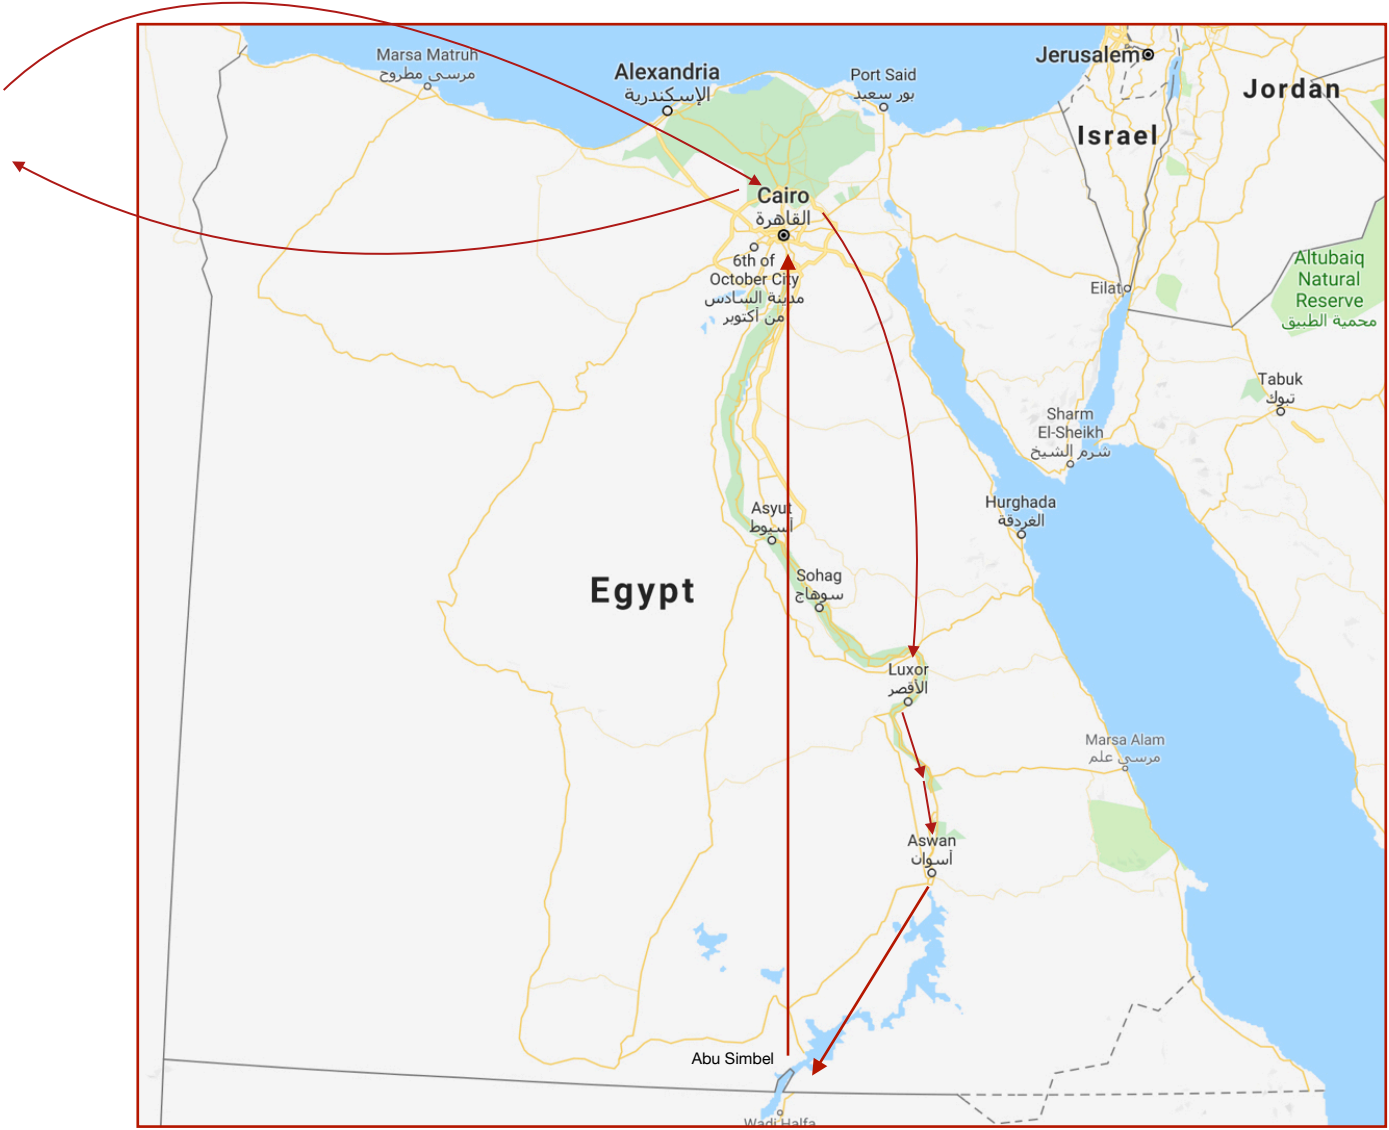 Marsa Matruh
مرسى مطروح
Alexandria
الإسكندرية
Port Said
بور سعيد
Jerusalem
Jordan
Israel
Cairo
القاهرة
6th of
October City
مدينة السادس
من أكتوبر
Eilat
Altubaiq
Natural
Reserve
محمية الطبيق
Tabuk
تبوك
Sharm
El-Sheikh
شرم الشيخ
Hurghada
الغردقة
Asyut
أسيوط
Sohag
سوهاج
Egypt
Luxor
الأقصر
Marsa Alam
مرسى علم
Aswan
أسوان
Abu Simbel
Wadi Halfa